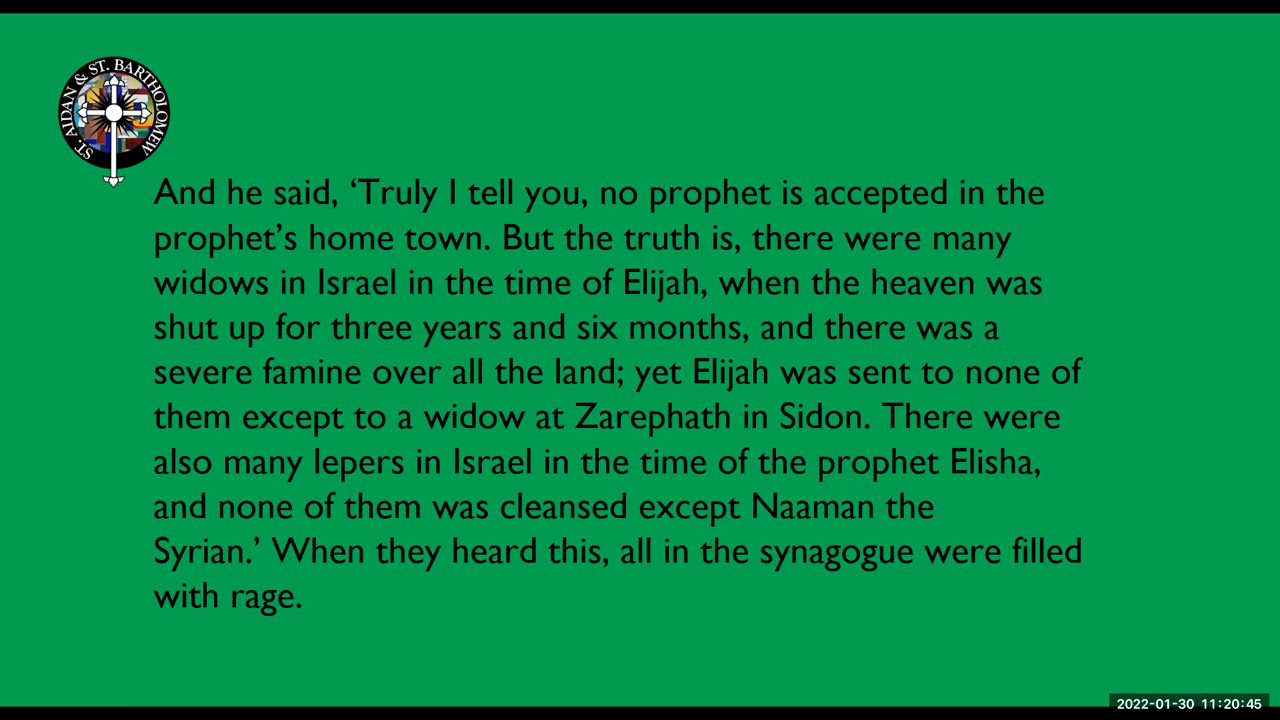 ST. AIDAN & ST. BARTHOLOMEW
And he said, ‘Truly I tell you, no prophet is accepted in the
prophet’s home town. But the truth is, there were many
widows in Israel in the time of Elijah, when the heaven was
shut up for three years and six months, and there was a
severe famine over all the land; yet Elijah was sent to none of
them except to a widow at Zarephath in Sidon. There were
also many lepers in Israel in the time of the prophet Elisha,
and none of them was cleansed except Naaman the
Syrian.’ When they heard this, all in the synagogue were filled
with rage.
2022-01-30 11:20:45